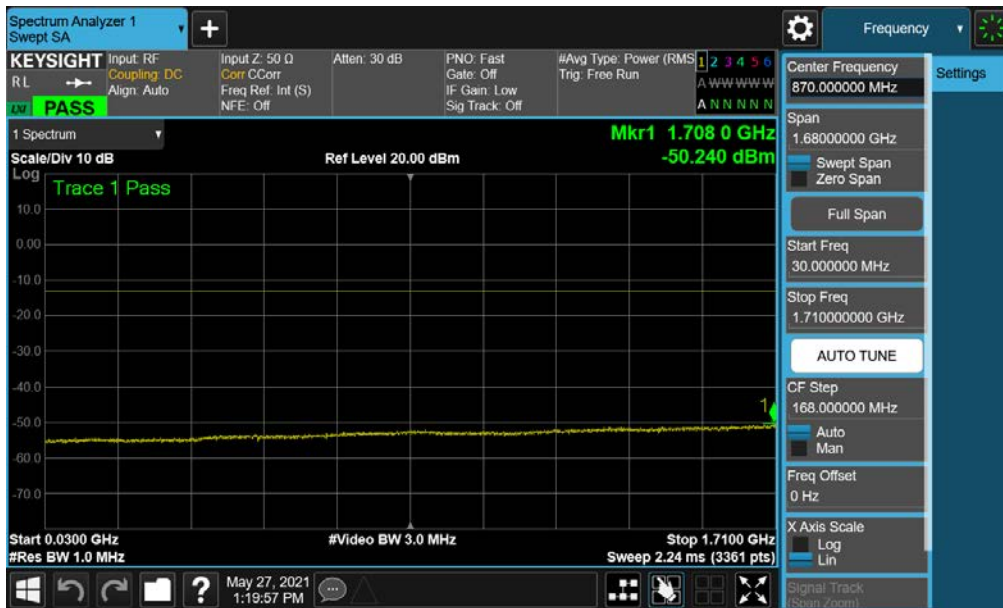 Spectrum Analyzer 1
Swept SA
Frequency
KEYSIGHT
RL
LXI PASS
Input: RF
Coupling: DC
Align: Auto
Input Z: 50 Ω
Corr CCorr
Freq Ref: Int (S)
NFE: Off
Atten: 30 dB
PNO: Fast
Gate: Off
IF Gain: Low
Sig Track: Off
#Avg Type: Power (RMS
Trig: Free Run
1 2 3 4 5 6
A W W W W W
A N N N N N
1 Spectrum
Scale/Div 10 dB
Log
Ref Level 20.00 dBm
Mkr1 1.708 0 GHz
-50.240 dBm
Trace 1 Pass
10.0
0.00
-10.0
-20.0
-30.0
-40.0
-50.0
-60.0
-70.0
1
Start 0.0300 GHz
#Res BW 1.0 MHz
#Video BW 3.0 MHz
Stop 1.7100 GHz
Sweep 2.24 ms (3361 pts)
May 27, 2021
1:19:57 PM
Center Frequency
870.000000 MHz
Span
1.68000000 GHz
Swept Span
Zero Span
Full Span
Start Freq
30.000000 MHz
Stop Freq
1.710000000 GHz
AUTO TUNE
CF Step
168.000000 MHz
Auto
Man
Freq Offset
0 Hz
X Axis Scale
Log
Lin
Signal Track
(Span Zoom)
Settings